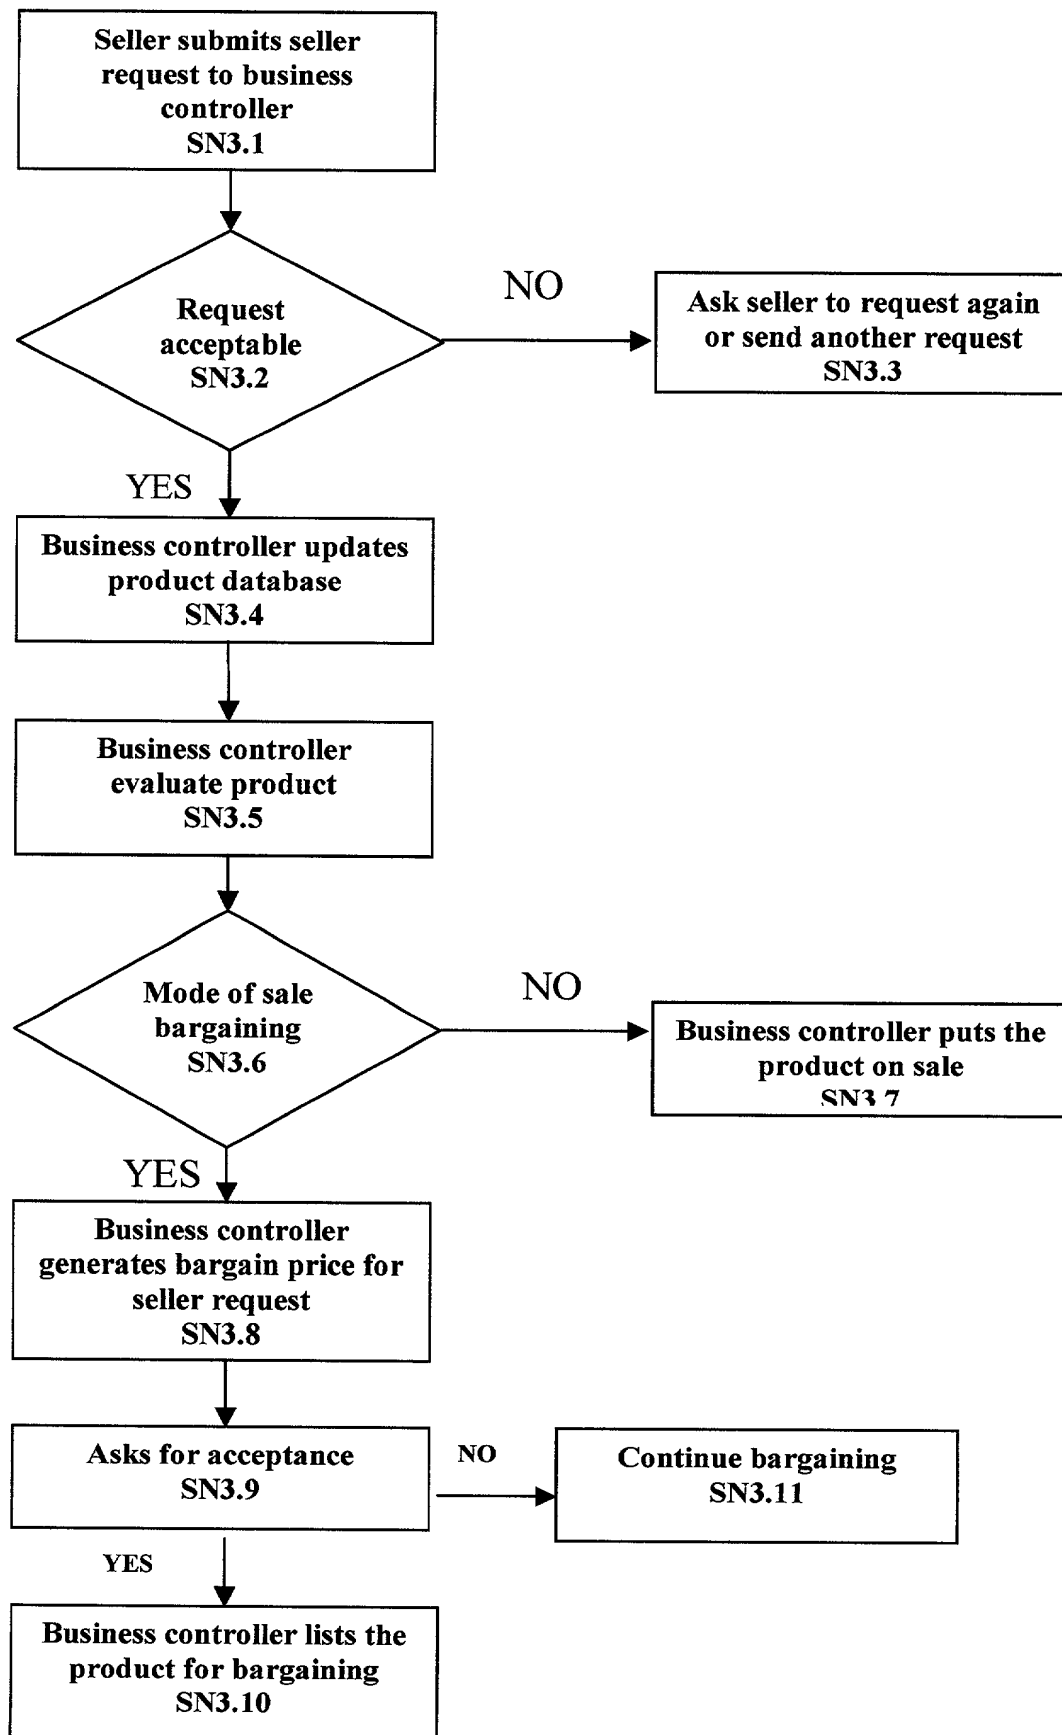 Seller submits seller
request to business
controller
SN3.1
Request
acceptable
SN3.2
NO
Ask seller to request again
or send another request
SN3.3
YES
Business controller updates
product database
SN3.4
Business controller
evaluate product
SN3.5
Mode of sale
bargaining
SN3.6
NO
Business controller puts the
product on sale
SN3.7
YES
Business controller
generates bargain price for
seller request
SN3.8
Asks for acceptance
SN3.9
NO
Continue bargaining
SN3.11
YES
Business controller lists the
product for bargaining
SN3.10